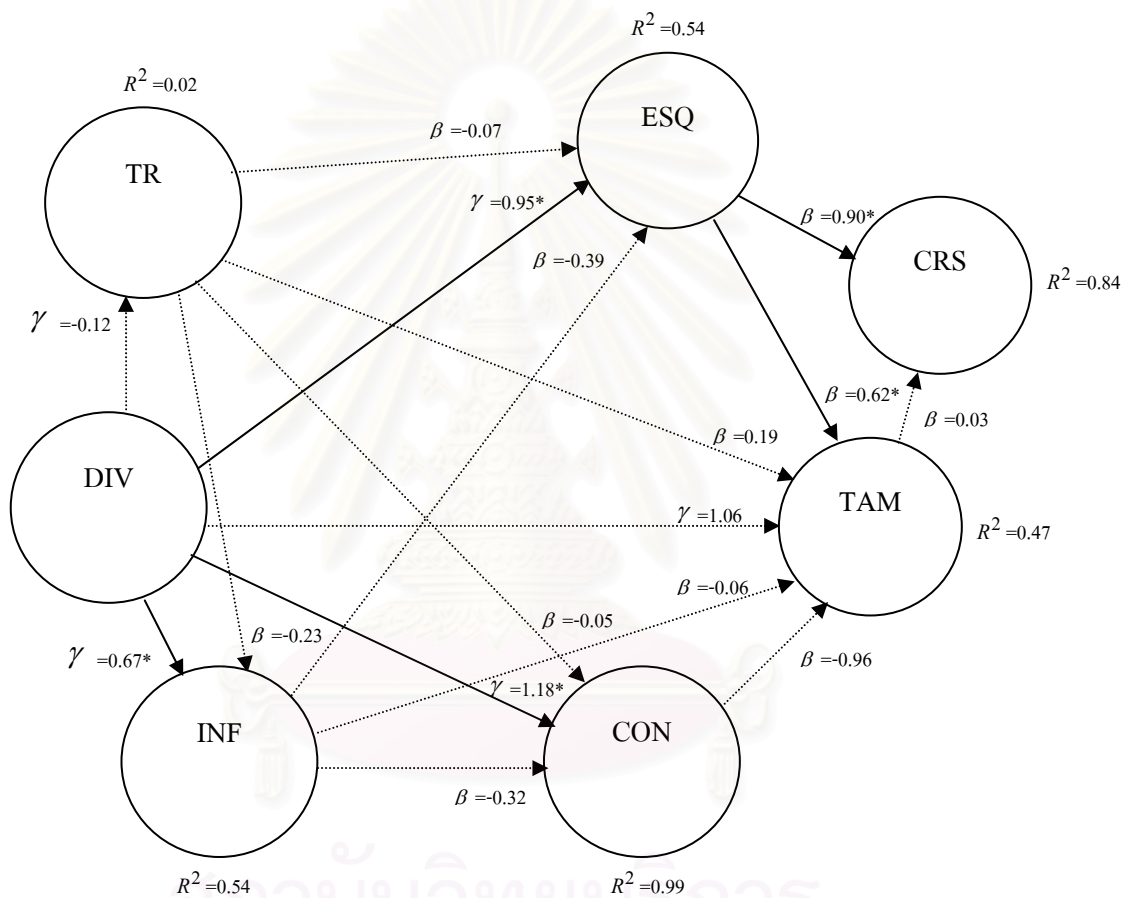 R² =0.54
R² =0.02
ESQ
β =-0.07
TR
γ =0.95*
β =0.90*
β =-0.39
CRS
R² =0.84
γ =-0.12
β =0.62*
β =0.03
β =0.19
DIV
TAM
γ =1.06
R² =0.47
β =-0.06
β =-0.05
β =-0.23
γ =0.67*
β =-0.96
γ =1.18*
INF
CON
β =-0.32
R² =0.54
R² =0.99